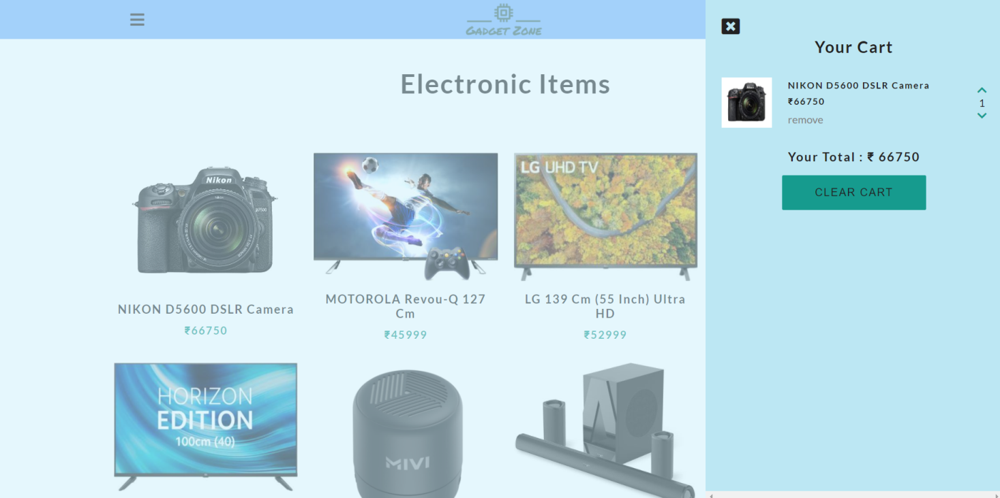 GADGET ZONE
Electronic Items
Nikon
D7500
NIKON D5600 DSLR Camera
₹66750
MOTOROLA Revou-Q 127
Cm
₹45999
LG UHD TV
LG 139 Cm (55 Inch) Ultra
HD
₹52999
HORIZON
EDITION
100cm (40)
MIVI
Your Cart
Nikon
NIKON D5600 DSLR Camera
₹66750
remove
1
Your Total : ₹ 66750
CLEAR CART